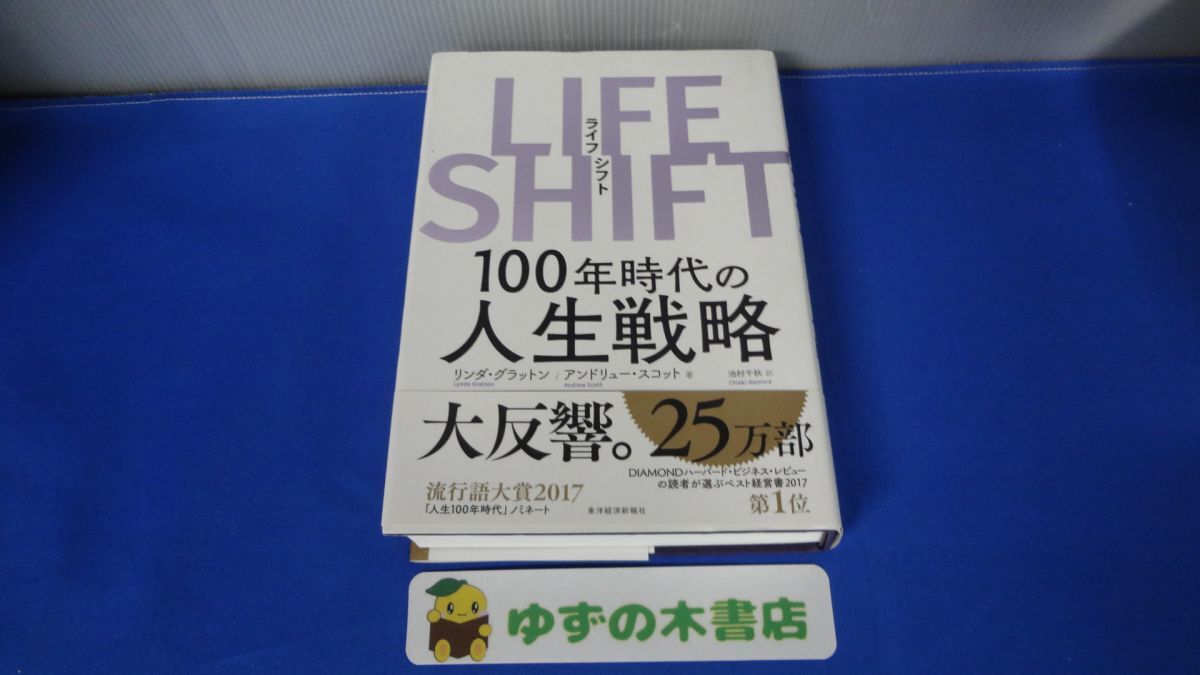 LIFE
ライフ シフト
SHIFT
100年時代の
人生戦略
リンダ・グラットン / アンドリュー・スコット 著 池村千秋 訳
Lynda Gratton Andrew Scott Chiaki Ikemura
大反響。 25万部
DIAMONDハーバード・ビジネス・レビュー
の読者が選ぶベスト経営書2017
第1位
流行語大賞2017
「人生100年時代」ノミネート
東洋経済新報社
ゆずの木書店